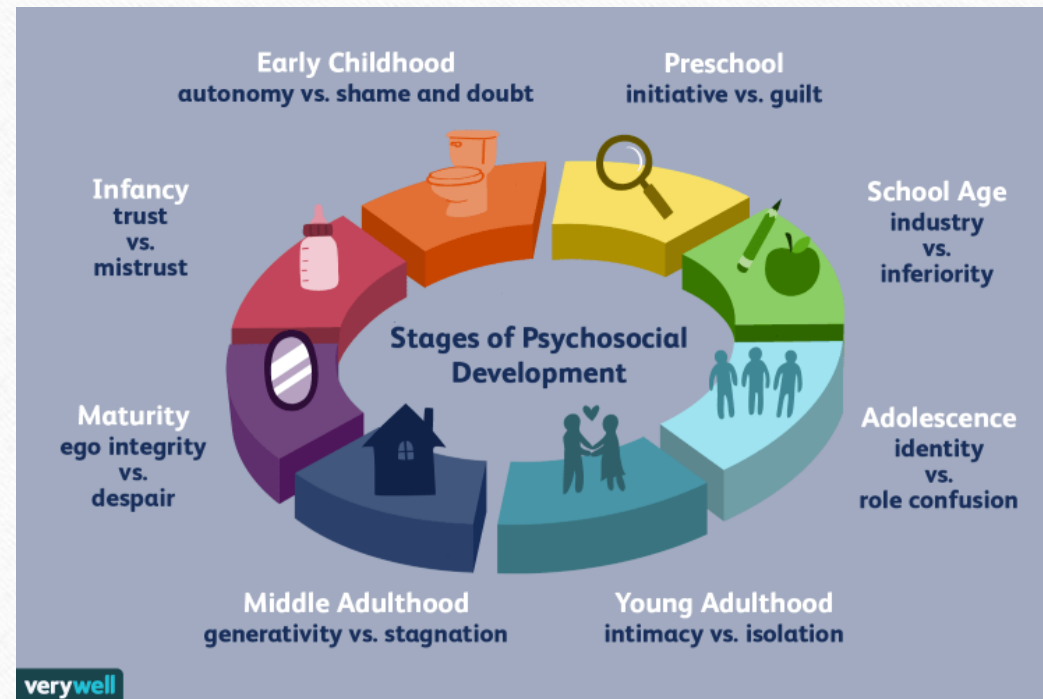 Early Childhood
autonomy vs. shame and doubt
Preschool
initiative vs. guilt
Infancy
trust
vs.
mistrust
School Age
industry
vs.
inferiority
Stages of Psychosocial
Development
Maturity
ego integrity
vs.
despair
Adolescence
identity
vs.
role confusion
Middle Adulthood
generativity vs. stagnation
Young Adulthood
intimacy vs. isolation
verywell